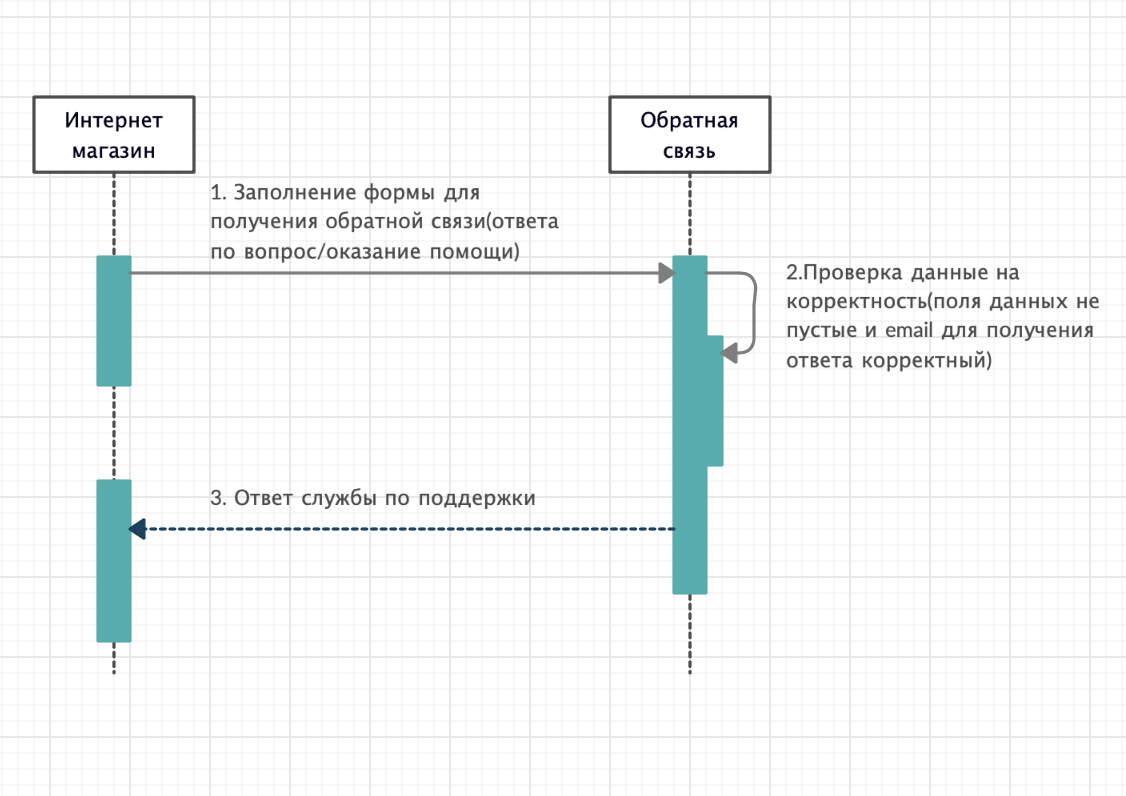 Интернет
магазин
Обратная
связь
1. Заполнение формы для
получения обратной связи(ответа
по вопрос/оказание помощи)
2.Проверка данные на
корректность(поля данных не
пустые и email для получения
ответа корректный)
3. Ответ службы по поддержки